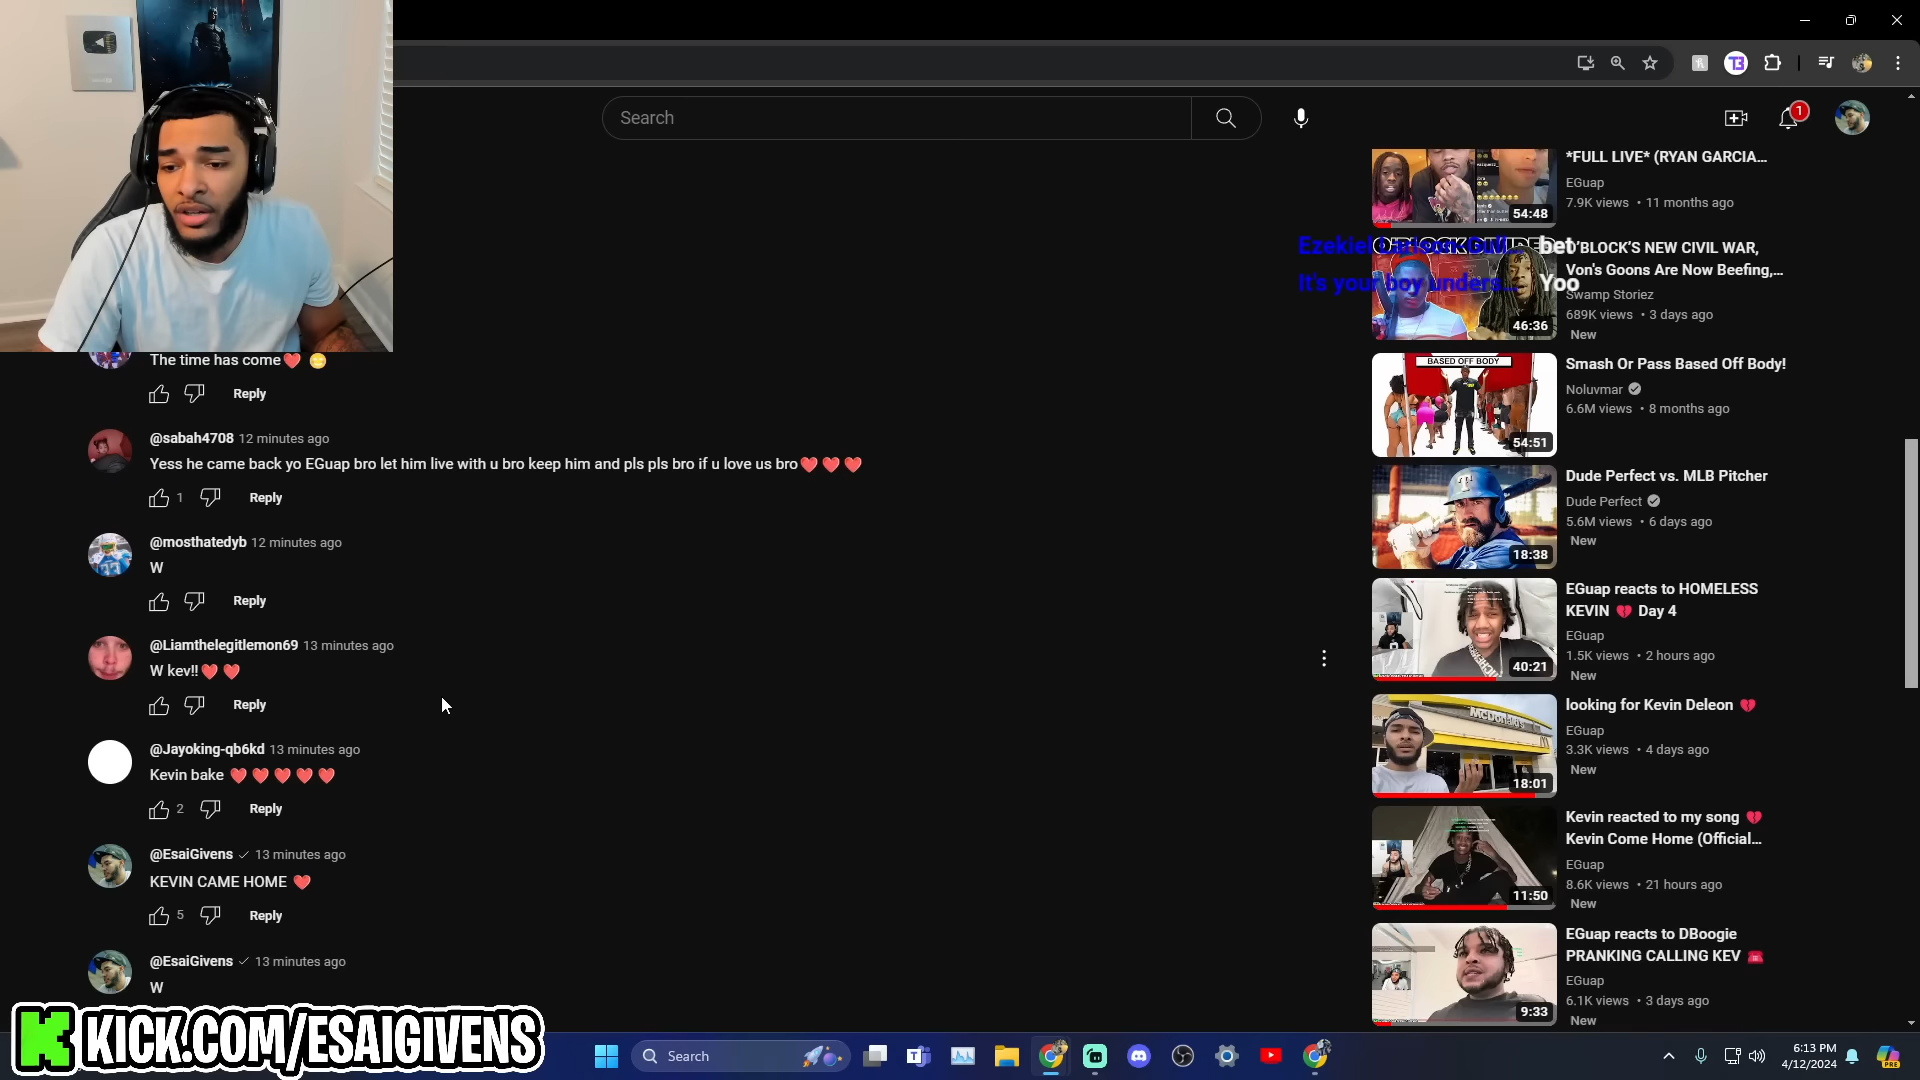 Search
1
*FULL LIVE* (RYAN GARCIA...
EGuap
7.9K views • 11 months ago
54:48
bet
It's your boy unders...
Yoo
O'BLOCK'S NEW CIVIL WAR,
Von's Goons Are Now Beefing,...
Swamp Storiez
689K views • 3 days ago
New
46:36
BASED OFF BODY
Smash Or Pass Based Off Body!
Noluvmar
6.6M views • 8 months ago
54:51
Dude Perfect vs. MLB Pitcher
Dude Perfect
5.6M views • 6 days ago
New
18:38
EGuap reacts to HOMELESS
KEVIN 💔 Day 4
EGuap
1.5K views • 2 hours ago
New
40:21
McDonald's
looking for Kevin Deleon 💔
EGuap
3.3K views • 4 days ago
New
18:01
Kevin reacted to my song 💔
Kevin Come Home (Official...
EGuap
8.6K views • 21 hours ago
New
11:50
EGuap reacts to DBoogie
PRANKING CALLING KEV ☎️
EGuap
6.1K views • 3 days ago
New
9:33
The time has come❤️ 😁
Reply
@sabah4708 12 minutes ago
Yess he came back yo EGuap bro let him live with u bro keep him and pls pls bro if u love us bro❤️ ❤️ ❤️
1 Reply
@mosthatedyb 12 minutes ago
W
Reply
@Liamthelegitlemon69 13 minutes ago
W kev!!❤️ ❤️
Reply
@Jayoking-qb6kd 13 minutes ago
Kevin bake ❤️ ❤️ ❤️ ❤️ ❤️
2 Reply
@EsaiGivens ✓ 13 minutes ago
KEVIN CAME HOME ❤️
5 Reply
@EsaiGivens ✓ 13 minutes ago
W
K KICK.COM/ESAIGIVENS
Search
6:13 PM
4/12/2024